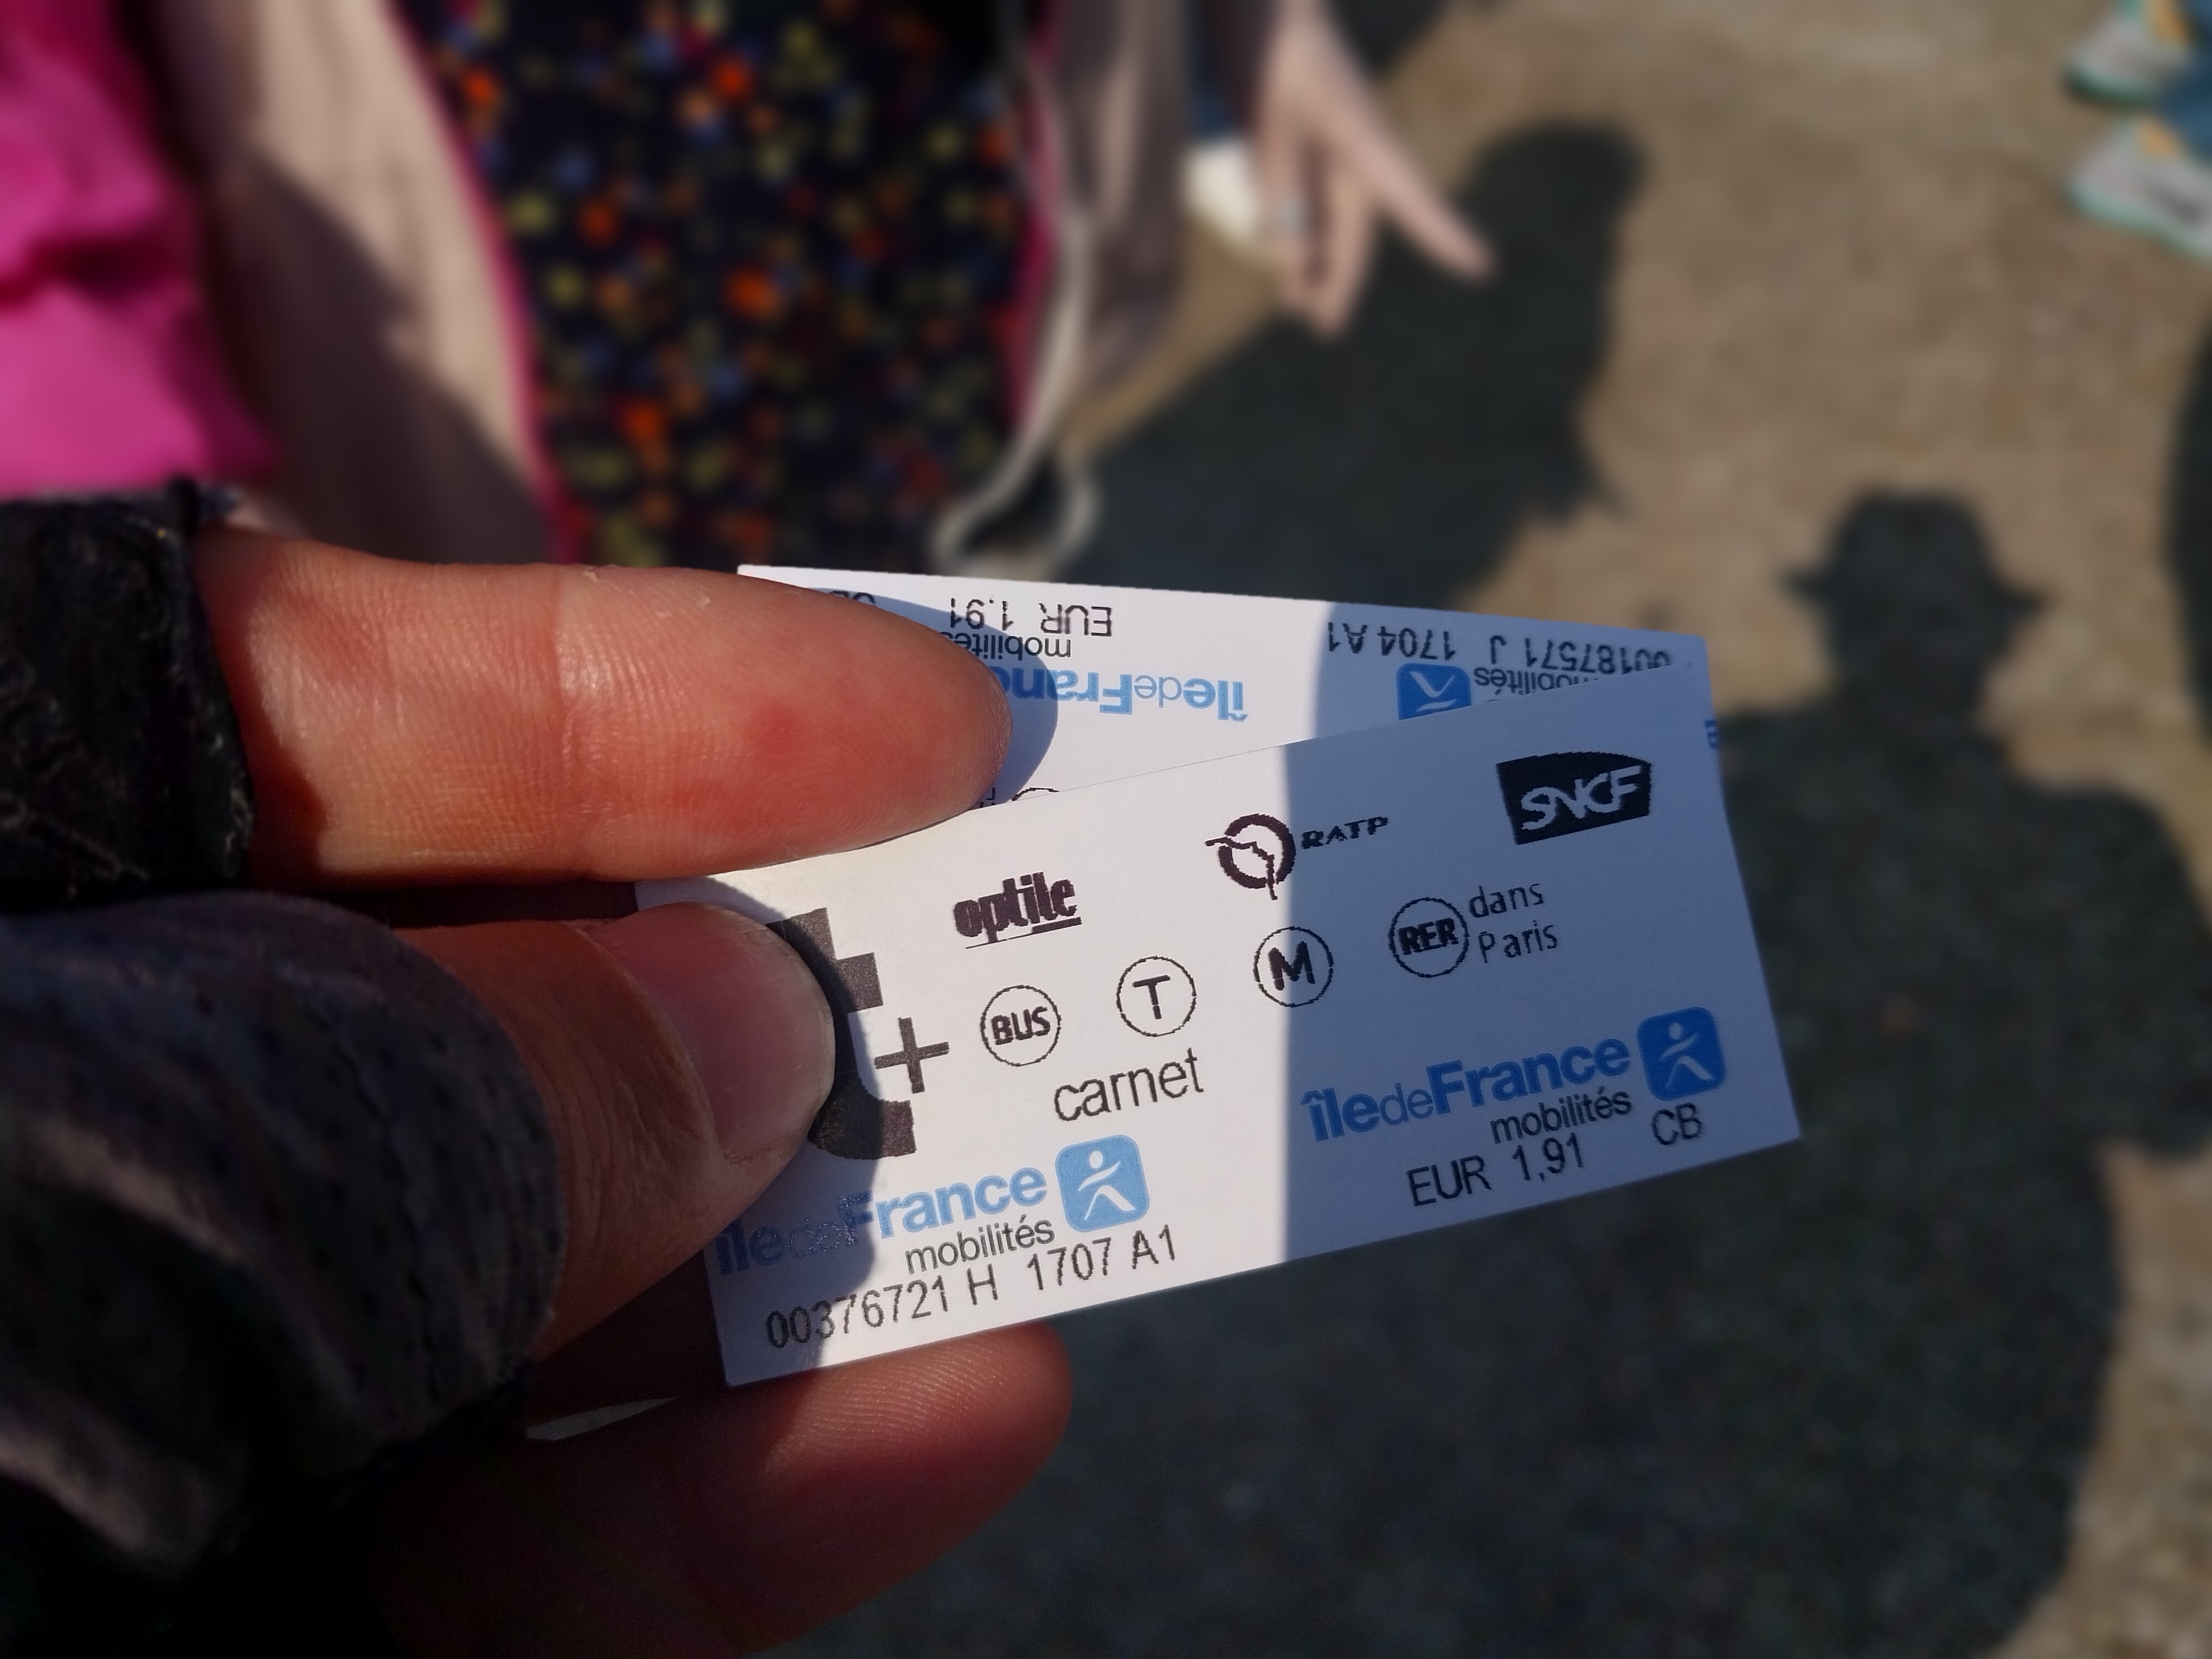 EUR 1.91
mobilités
îledeFrance
00187571 J 1704 A1
mobilités
optile
RATP
SNCF
t+
BUS
T
M
RER
dans
Paris
carnet
îledeFrance
mobilités
îledeFrance
mobilités
EUR 1,91 CB
00376721 H 1707 A1